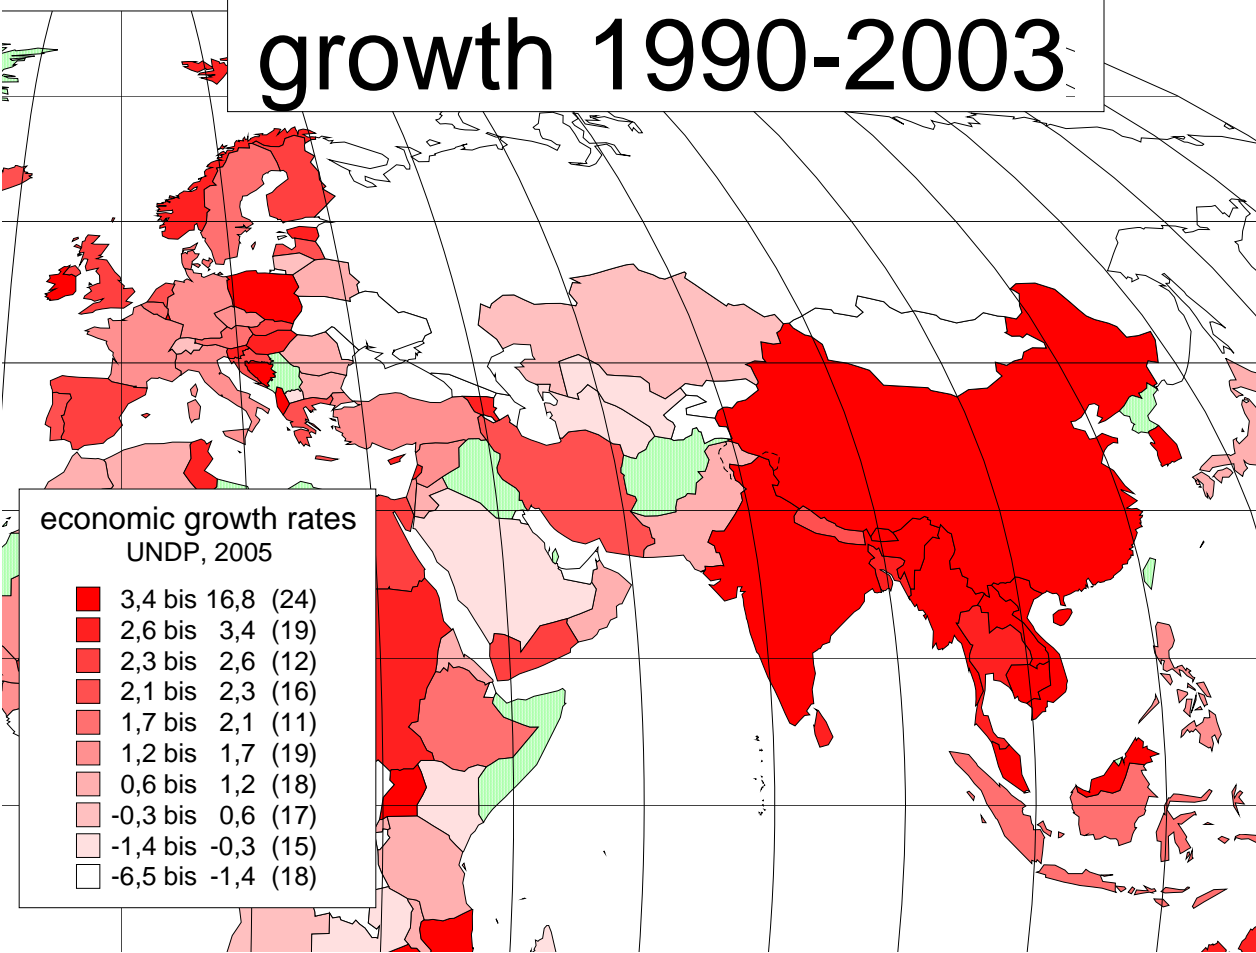 growth 1990-2003
economic growth rates
UNDP, 2005
3,4 bis 16,8 (24)
2,6 bis 3,4 (19)
2,3 bis 2,6 (12)
2,1 bis 2,3 (16)
1,7 bis 2,1 (11)
1,2 bis 1,7 (19)
0,6 bis 1,2 (18)
-0,3 bis 0,6 (17)
-1,4 bis -0,3 (15)
-6,5 bis -1,4 (18)